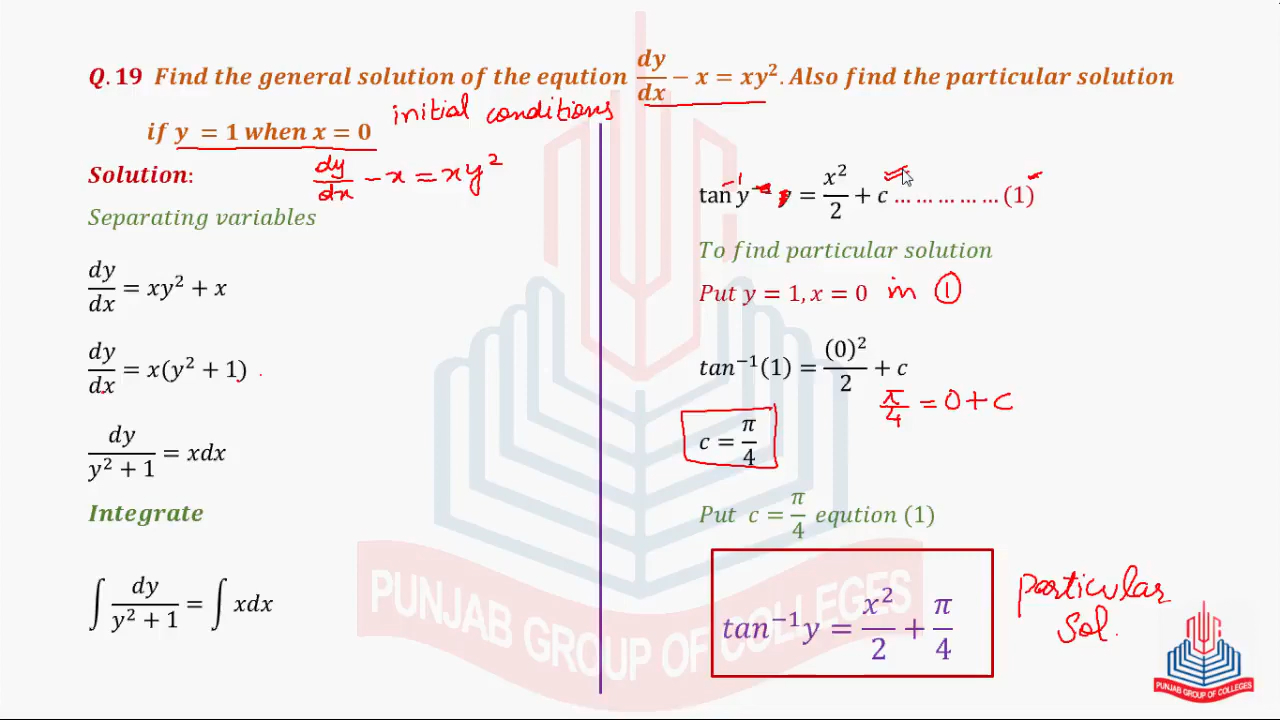 Q. 19 Find the general solution of the eqution dy/dx − x = xy². Also find the particular solution
initial conditions
if y = 1 when x = 0
Solution:
dy/dx − x = xy²
Separating variables
dy/dx = xy² + x
dy/dx = x(y² + 1)
dy/(y² + 1) = xdx
Integrate
∫ dy/(y² + 1) = ∫ xdx
tan⁻¹ y = x²/2 + c … … … … … (1)
To find particular solution
Put y = 1, x = 0 in ①
tan⁻¹(1) = (0)²/2 + c
π/4 = 0 + c
c = π/4
Put c = π/4 eqution (1)
tan⁻¹y = x²/2 + π/4
particular
sol.
PUNJAB GROUP OF COLLEGES
PUNJAB GROUP OF COLLEGES